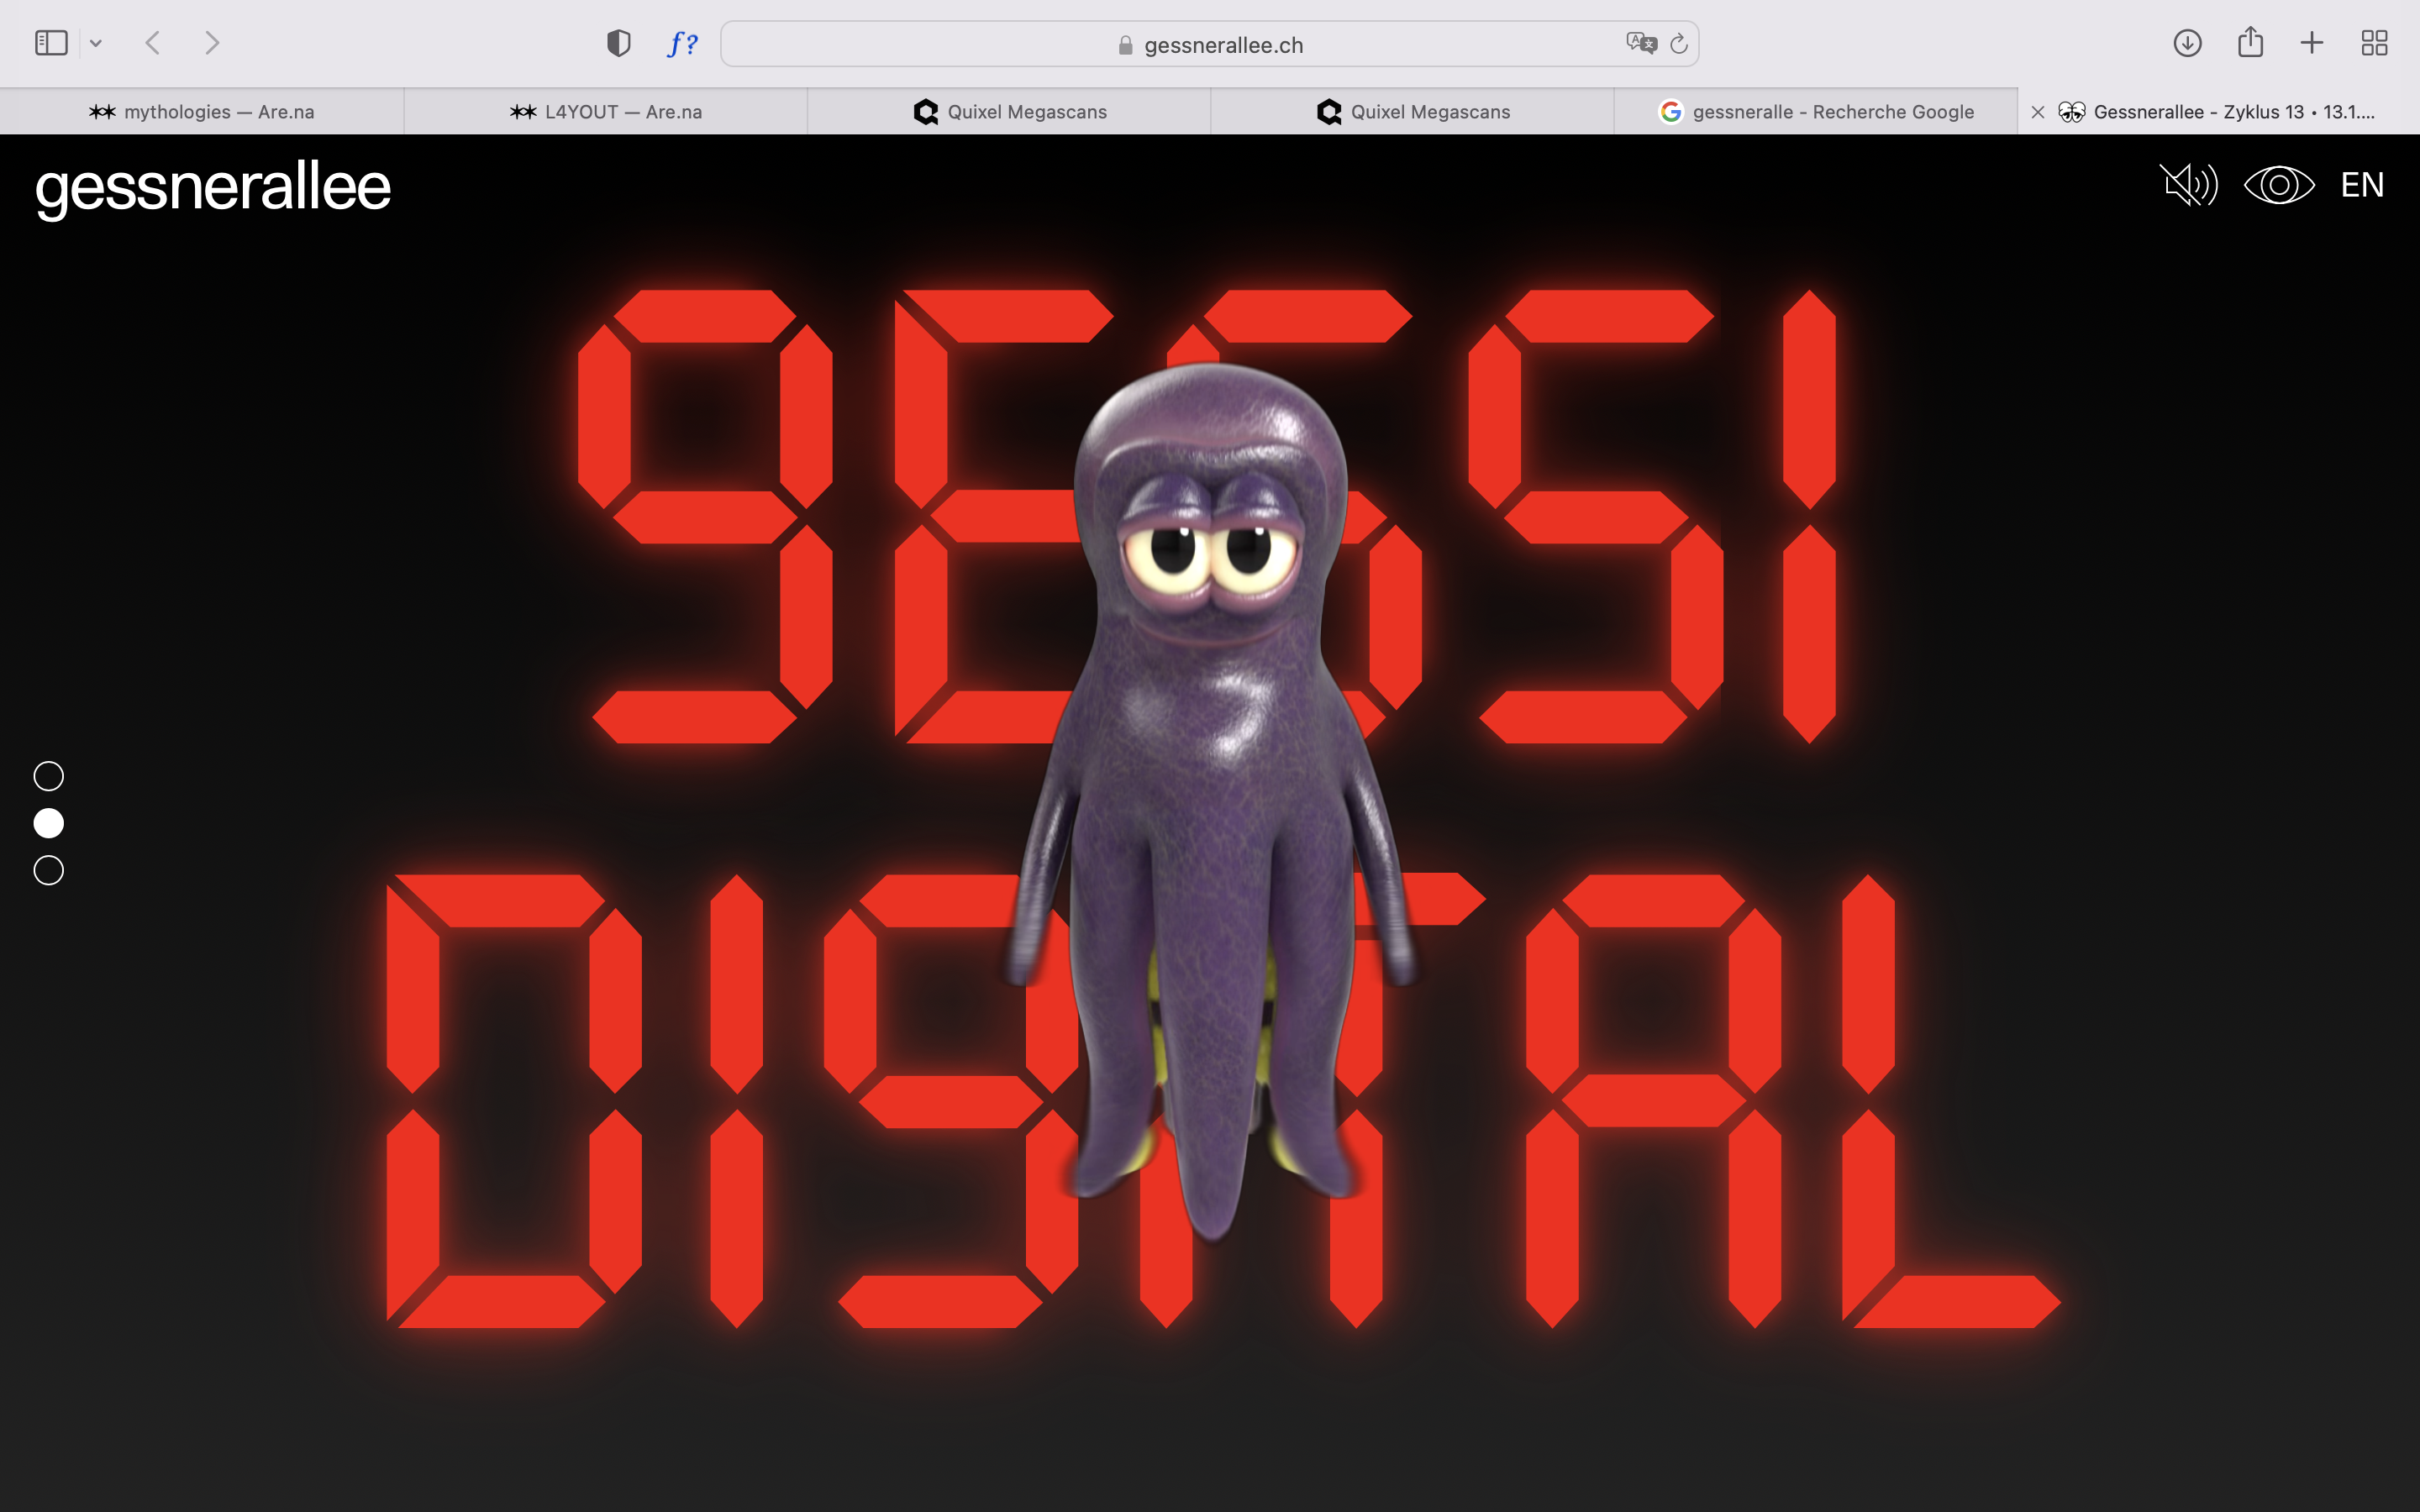 f?
gessnerallee.ch
mythologies — Are.na
L4YOUT — Are.na
Quixel Megascans
Quixel Megascans
gessneralle - Recherche Google
Gessnerallee - Zyklus 13 • 13.1....
gessnerallee
EN
gESSI
DIgITAL